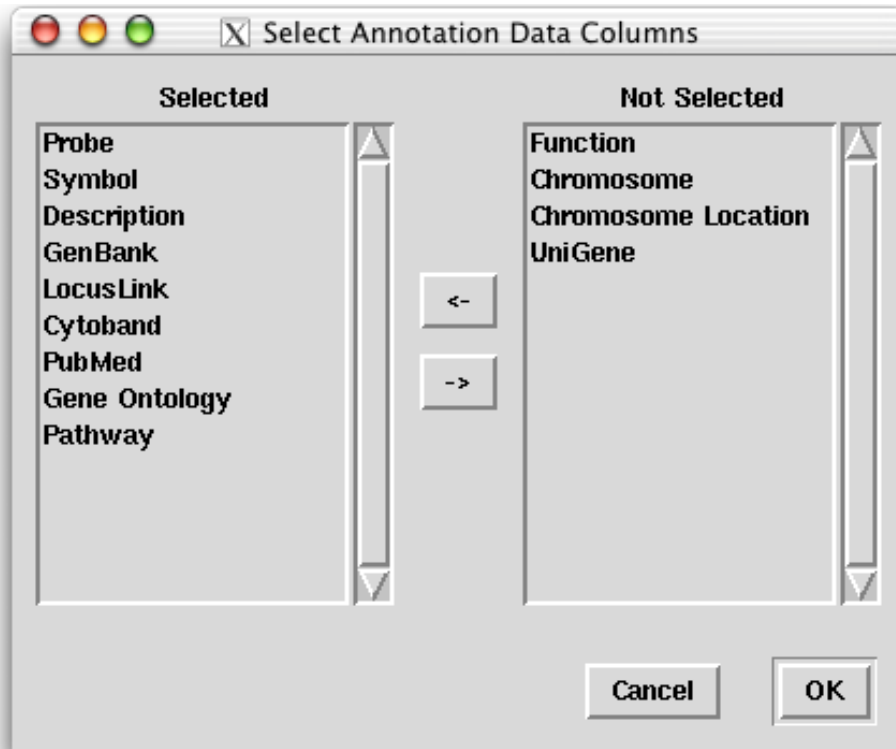 Select Annotation Data Columns
Selected
Probe
Symbol
Description
GenBank
LocusLink
Cytoband
PubMed
Gene Ontology
Pathway
<-
->
Not Selected
Function
Chromosome
Chromosome Location
UniGene
Cancel
OK